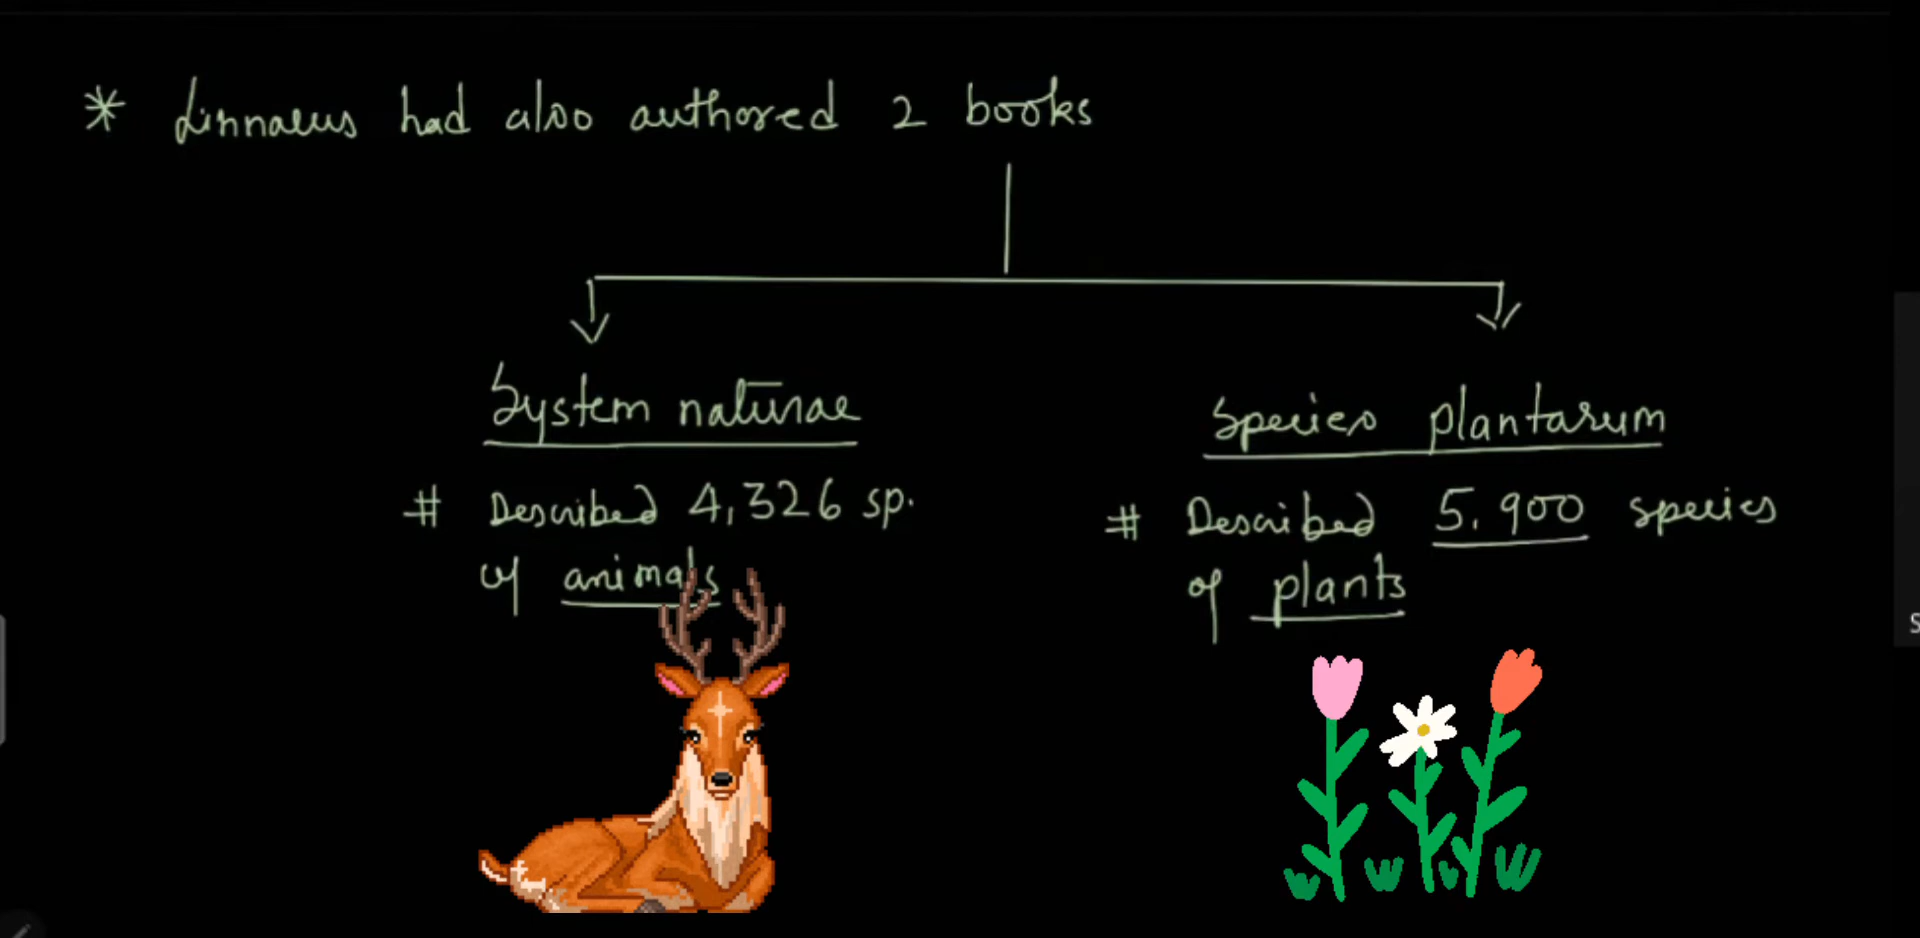 * Linnaeus had also authored 2 books
System naturae
# Described 4,326 sp.
of animals
Species plantarum
# Described 5,900 species
of plants
S